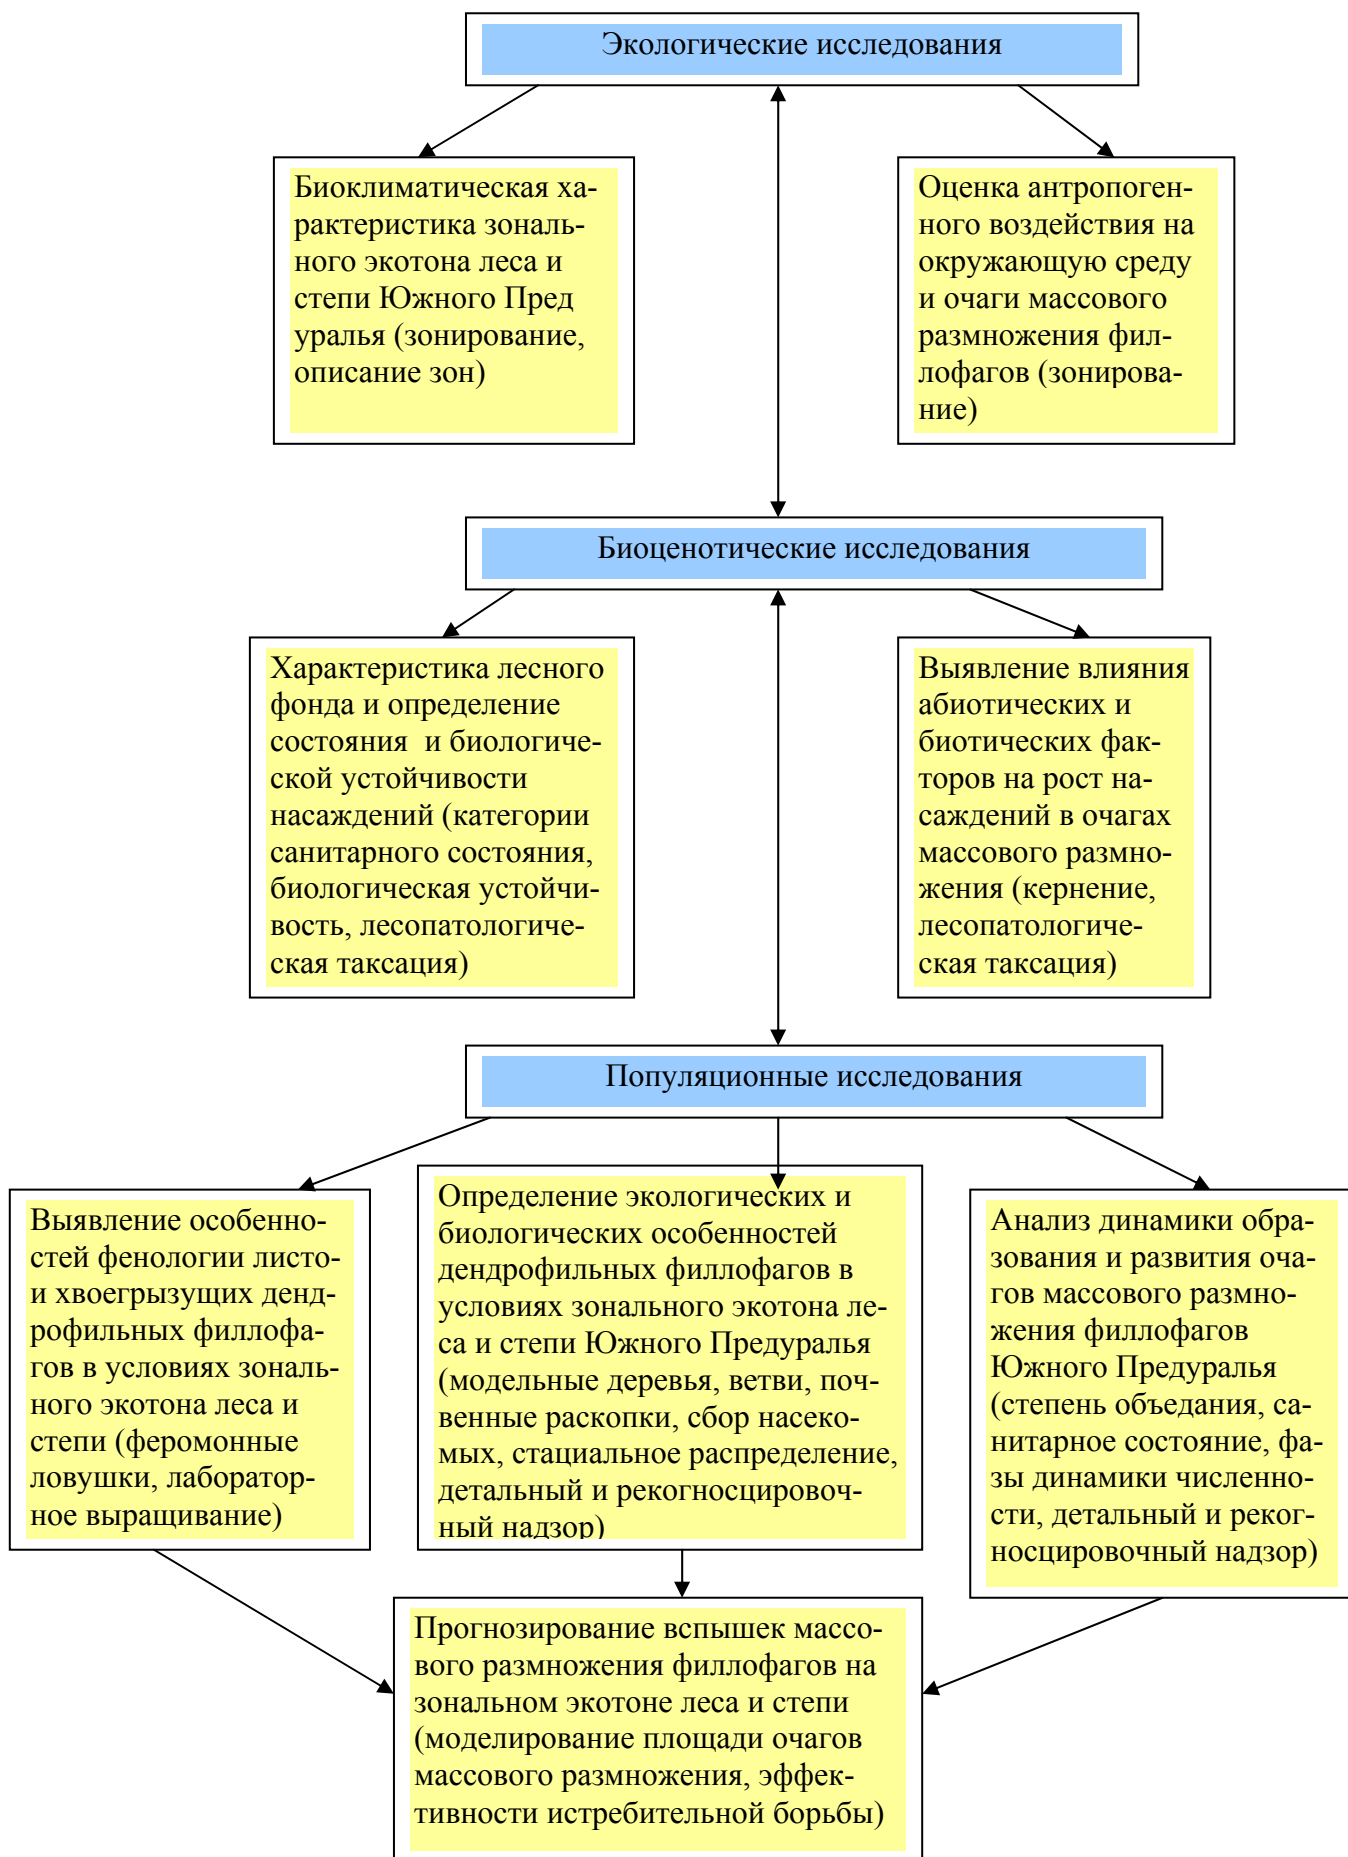 Экологические исследования
Биоклиматическая ха-
рактеристика зональ-
ного экотона леса и
степи Южного Пред
уралья (зонирование,
описание зон)
Оценка антропоген-
ного воздействия на
окружающую среду
и очаги массового
размножения фил-
лофагов (зонирова-
ние)
Биоценотические исследования
Характеристика лесного
фонда и определение
состояния и биологиче-
ской устойчивости
насаждений (категории
санитарного состояния,
биологическая устойчи-
вость, лесопатологиче-
ская таксация)
Выявление влияния
абиотических и
биотических фак-
торов на рост на-
саждений в очагах
массового размно-
жения (кернение,
лесопатологиче-
ская таксация)
Популяционные исследования
Выявление особенно-
стей фенологии листо-
и хвоегрызущих денд-
рофильных филлофа-
гов в условиях зональ-
ного экотона леса и
степи (феромонные
ловушки, лаборатор-
ное выращивание)
Определение экологических и
биологических особенностей
дендрофильных филлофагов в
условиях зонального экотона ле-
са и степи Южного Предуралья
(модельные деревья, ветви, поч-
венные раскопки, сбор насеко-
мых, стациальное распределение,
детальный и рекогносцировоч-
ный надзор)
Анализ динамики обра-
зования и развития оча-
гов массового размно-
жения филлофагов
Южного Предуралья
(степень объедания, са-
нитарное состояние, фа-
зы динамики численно-
сти, детальный и реког-
носцировочный надзор)
Прогнозирование вспышек массо-
вого размножения филлофагов на
зональном экотоне леса и степи
(моделирование площади очагов
массового размножения, эффек-
тивности истребительной борьбы)